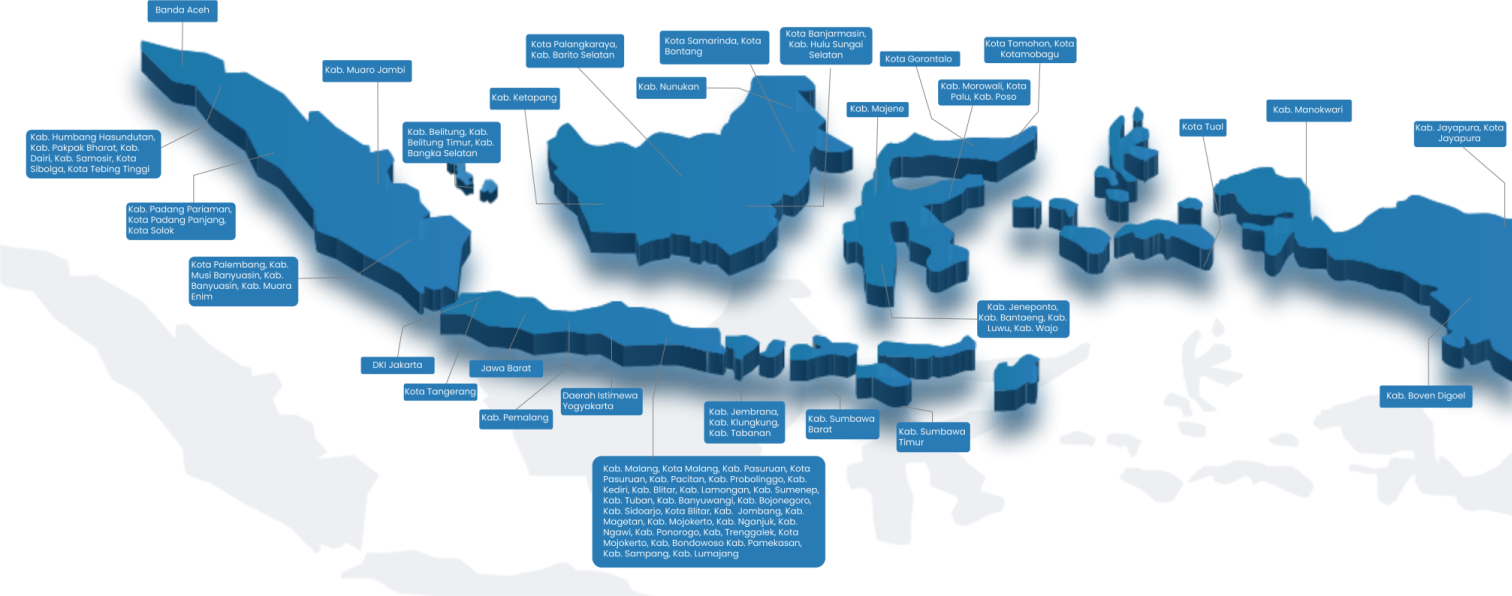 Banda Aceh
Kab. Muaro Jambi
Kota Palangkaraya,
Kab. Barito Selatan
Kota Samarinda, Kota
Bontang
Kota Banjarmasin,
Kab. Hulu Sungai
Selatan
Kota Gorontalo
Kota Tomohon, Kota
Kotamobagu
Kab. Ketapang
Kab. Nunukan
Kab. Majene
Kab. Morowali, Kota
Palu, Kab. Poso
Kota Tual
Kab. Manokwari
Kab. Jayapura, Kota
Jayapura
Kab. Humbang Hasundutan,
Kab. Pakpak Bharat, Kab.
Dairi, Kab. Samosir, Kota
Sibolga, Kota Tebing Tinggi
Kab. Belitung, Kab.
Belitung Timur, Kab.
Bangka Selatan
Kab. Padang Pariaman,
Kota Padang Panjang,
Kota Solok
Kota Palembang, Kab.
Musi Banyuasin, Kab.
Banyuasin, Kab. Muara
Enim
Kab. Jeneponto,
Kab. Bantaeng, Kab.
Luwu, Kab. Wajo
DKI Jakarta
Jawa Barat
Kota Tangerang
Kab. Pemalang
Daerah Istimewa
Yogyakarta
Kab. Jembrana,
Kab. Klungkung,
Kab. Tabanan
Kab. Sumbawa
Barat
Kab. Sumbawa
Timur
Kab. Boven Digoel
Kab. Malang, Kota Malang, Kab. Pasuruan, Kota
Pasuruan, Kab. Pacitan, Kab. Probolinggo, Kab.
Kediri, Kab. Blitar, Kab. Lamongan, Kab. Sumenep,
Kab. Tuban, Kab. Banyuwangi, Kab. Bojonegoro,
Kab. Sidoarjo, Kota Blitar, Kab. Jombang, Kab.
Magetan, Kab. Mojokerto, Kab. Nganjuk, Kab.
Ngawi, Kab. Ponorogo, Kab, Trenggalek, Kota
Mojokerto, Kab, Bondowoso Kab. Pamekasan,
Kab. Sampang, Kab. Lumajang